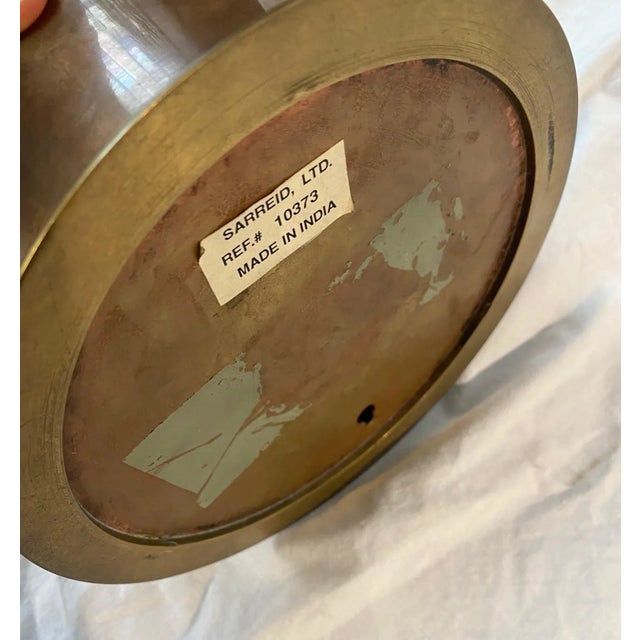 SARREID, LTD.
REF.# 10373
MADE IN INDIA